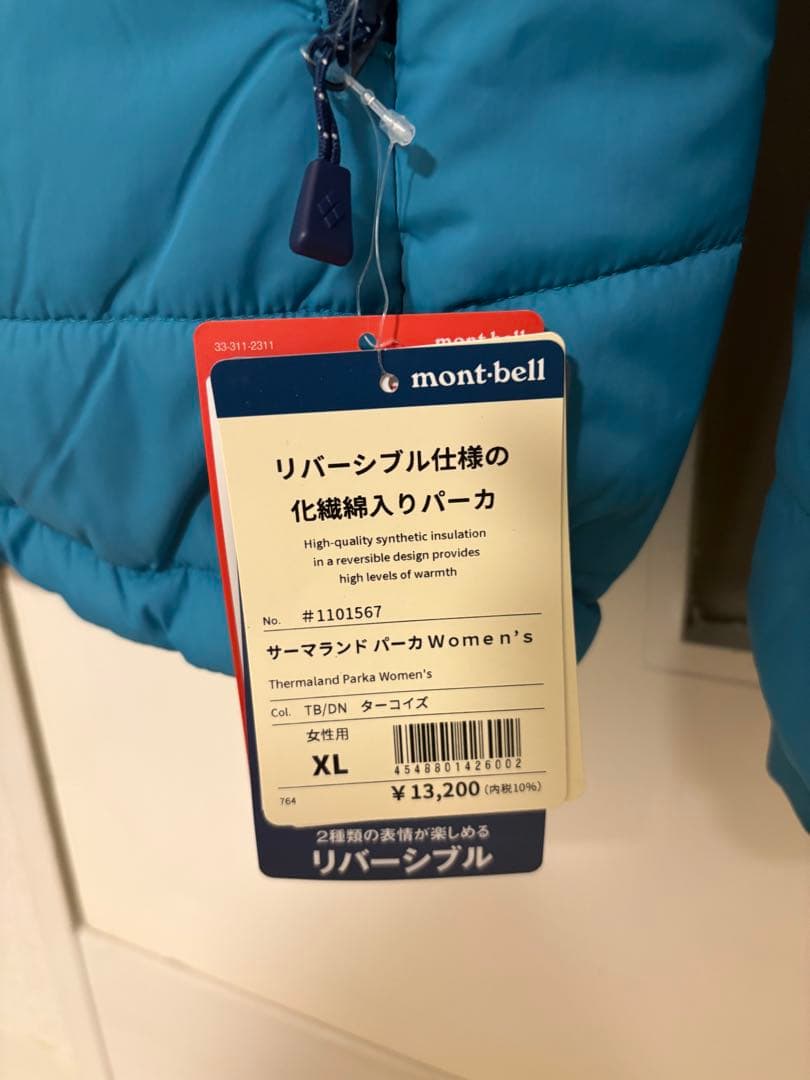 33-311-2311
mont-bell
mont-bell
リバーシブル仕様の
化繊綿入りパーカ
High-quality synthetic insulation
in a reversible design provides
high levels of warmth
No. #1101567
サーマランド パーカ Women's
Thermaland Parka Women's
Col. TB/DN ターコイズ
女性用
XL
4548801426002
764
¥13,200(内税10%)
2種類の表情が楽しめる
リバーシブル